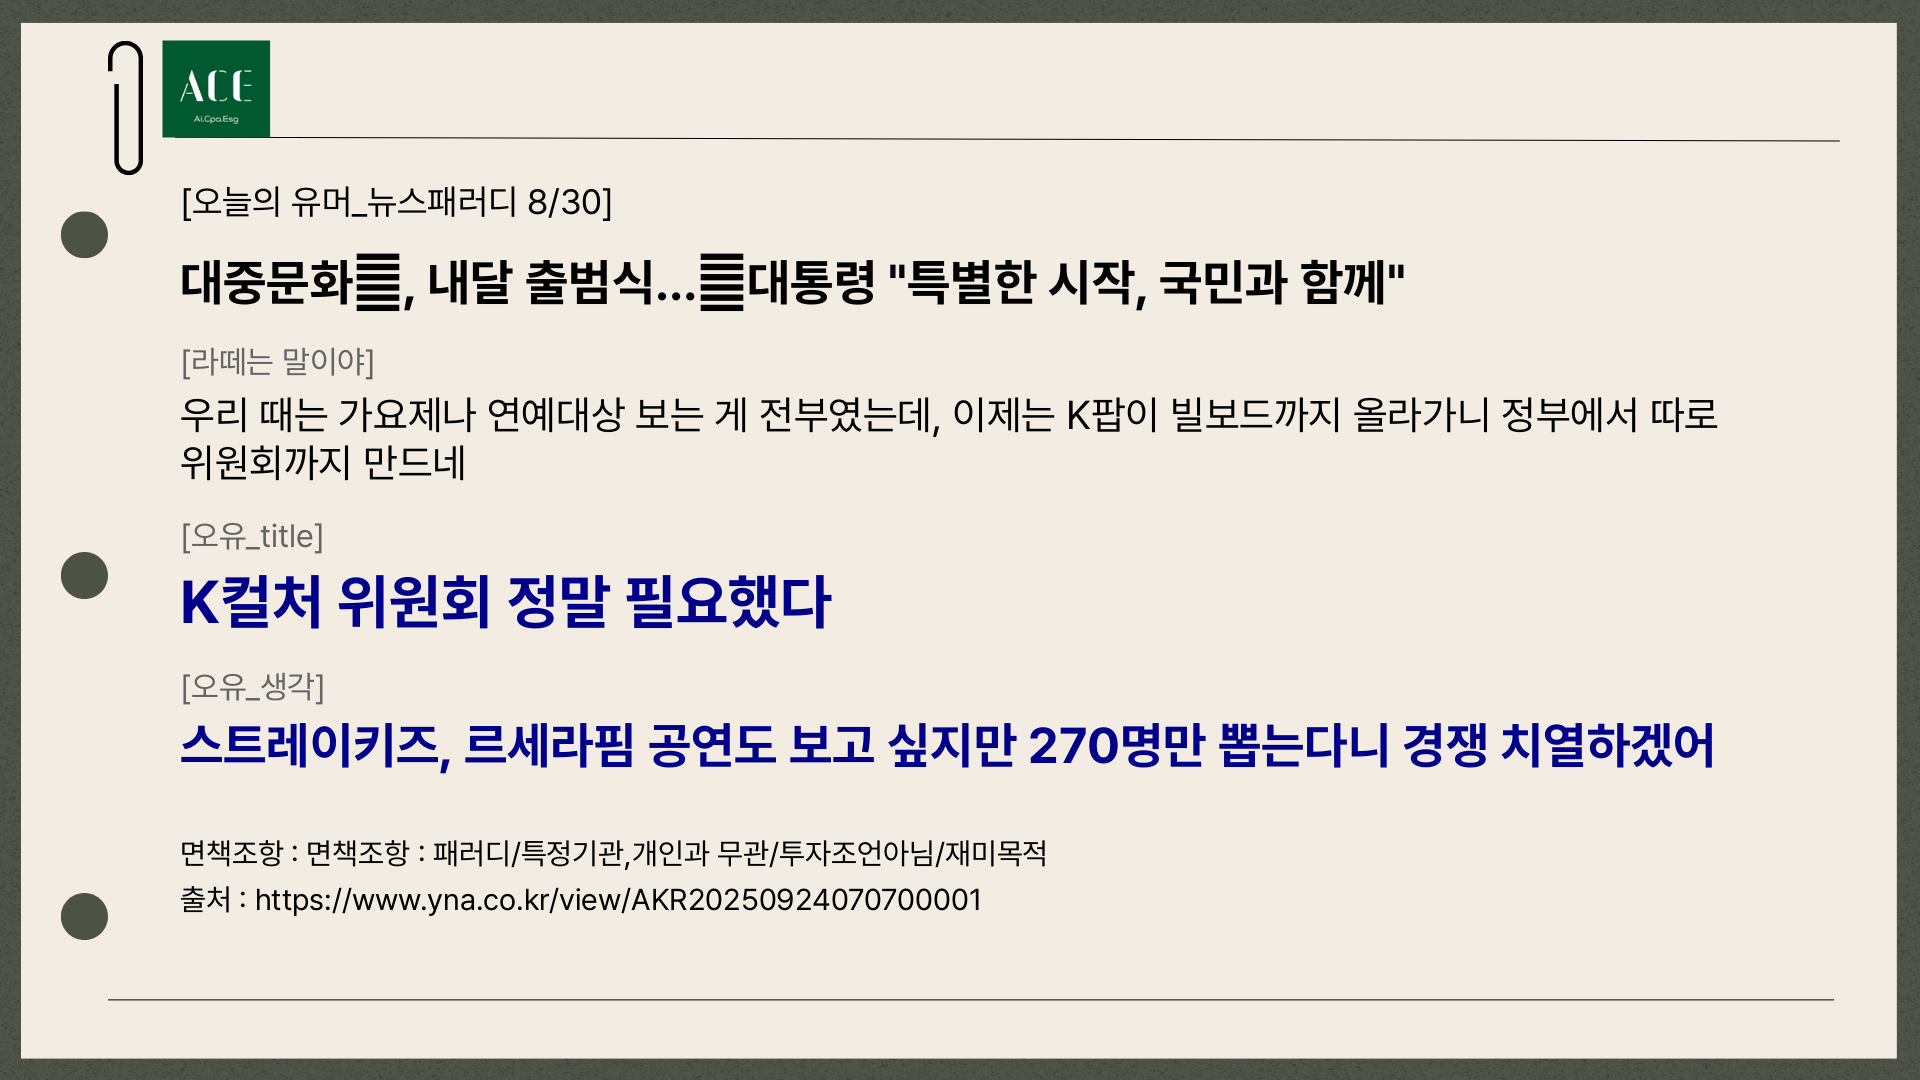 ACE
Ai.Cpa.Esg
[오늘의 유머_뉴스패러디 8/30]
대중문화, 내달 출범식...대통령 "특별한 시작, 국민과 함께"
[라떼는 말이야]
우리 때는 가요제나 연예대상 보는 게 전부였는데, 이제는 K팝이 빌보드까지 올라가니 정부에서 따로
위원회까지 만드네
[오유_title]
K컬처 위원회 정말 필요했다
[오유_생각]
스트레이키즈, 르세라핌 공연도 보고 싶지만 270명만 뽑는다니 경쟁 치열하겠어
면책조항 : 면책조항 : 패러디/특정기관,개인과 무관/투자조언아님/재미목적
출처 : https://www.yna.co.kr/view/AKR20250924070700001